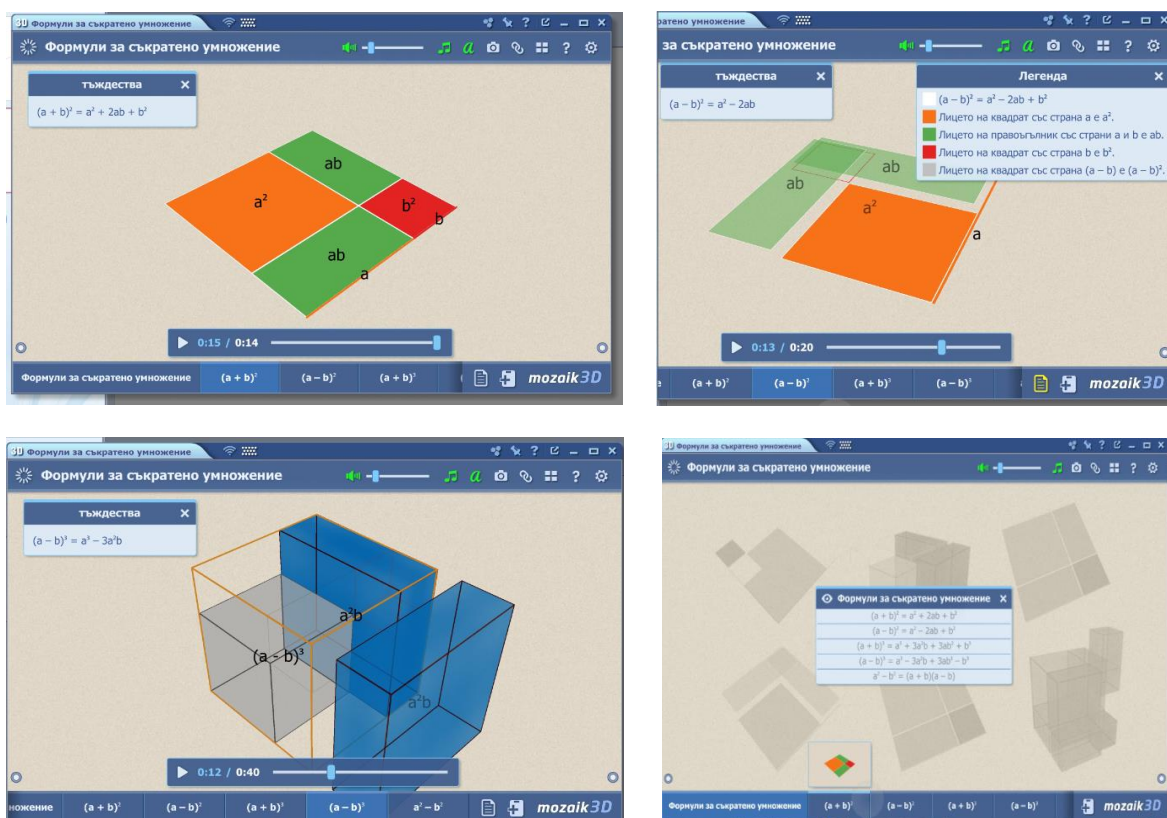 3D Формули за съкратено умножение
Формули за съкратено умножение
тъждества
(a + b)² = a² + 2ab + b²
ab
a²
b²
b
ab
a
0:15 / 0:14
Формули за съкратено умножение (a + b)² (a – b)² (a + b)³
mozaik3D
ратено умножение
за съкратено умножение
тъждества
(a – b)² = a² – 2ab
Легенда
(a – b)² = a² – 2ab + b²
Лицето на квадрат със страна a е a².
Лицето на правоъгълник със страни a и b е ab.
Лицето на квадрат със страна b е b².
Лицето на квадрат със страна (a – b) е (a – b)².
ab
ab
a²
a
0:13 / 0:20
(a + b)² (a – b)² (a + b)³ (a – b)³
mozaik3D
3D Формули за съкратено умножение
Формули за съкратено умножение
тъждества
(a – b)³ = a³ – 3a²b
a²b
(a - b)³
a²b
0:12 / 0:40
ножение (a + b)² (a – b)² (a + b)³ (a – b)³ a² – b²
mozaik3D
3D Формули за съкратено умножение
Формули за съкратено умножение
Формули за съкратено умножение
(a + b)² = a² + 2ab + b²
(a – b)² = a² – 2ab + b²
(a + b)³ = a³ + 3a²b + 3ab² + b³
(a – b)³ = a³ – 3a²b + 3ab² – b³
a² – b² = (a + b)(a – b)
Формули за съкратено умножение (a + b)² (a – b)² (a + b)³ (a – b)³
mozaik3D